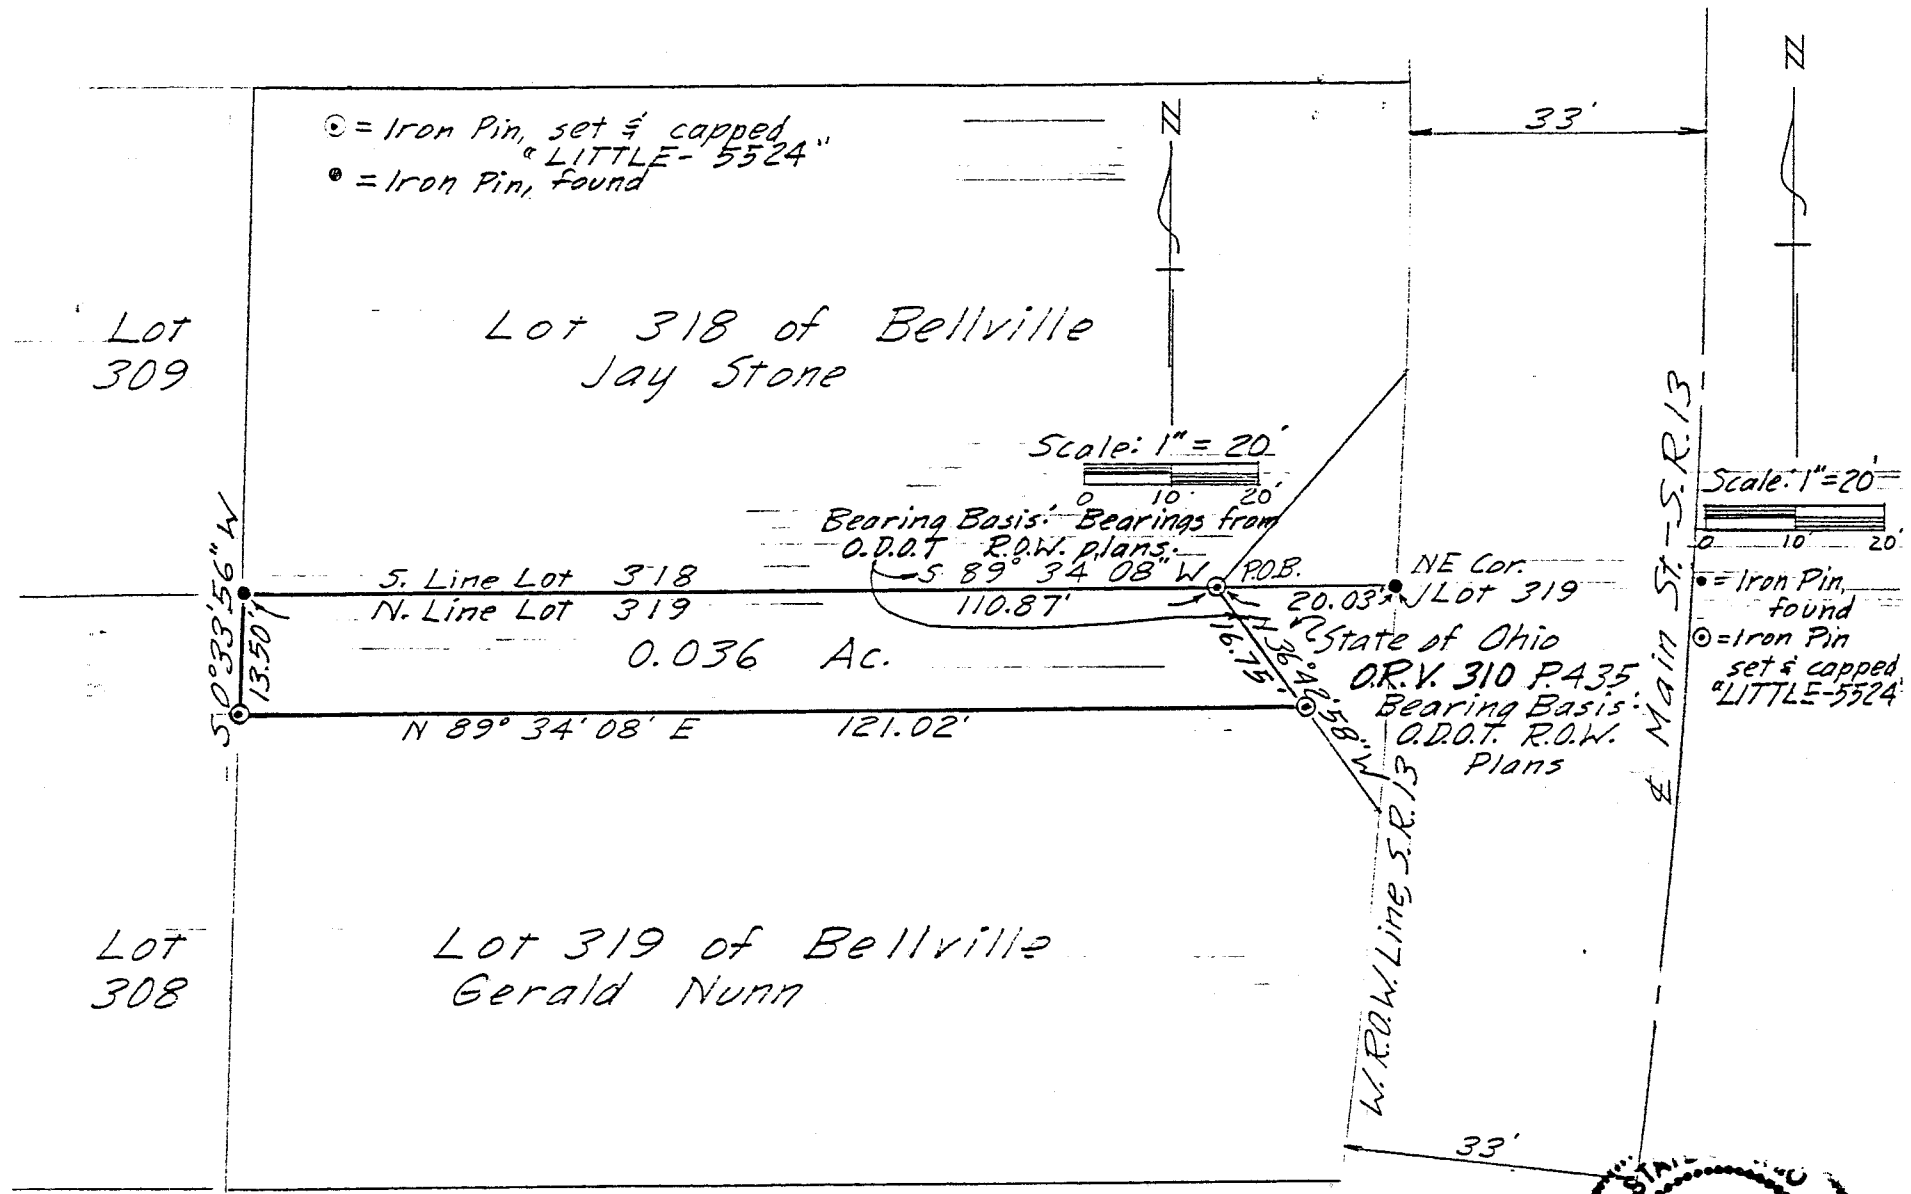 ⊙ = Iron Pin, set & capped
"LITTLE-5524"
● = Iron Pin, found
N
33'
N
Lot
309
Lot 318 of Bellville
Jay Stone
Scale: 1" = 20'
0 10' 20'
Bearing Basis: Bearings from
O.D.O.T R.O.W. plans.
S 0°33'56" W
13.50'
S. Line Lot 318
N. Line Lot 319
S 89° 34' 08" W
110.87'
P.O.B.
20.03'
NE Cor.
Lot 319
0.036 Ac.
N 36°42'58" W
16.75'
State of Ohio
O.R.V. 310 P.435
Bearing Basis:
O.D.O.T. R.O.W.
Plans
N 89° 34' 08' E 121.02'
℄ Main St.-S.R.13
Scale: 1"=20'
0 10' 20'
● = Iron Pin,
found
⊙ = Iron Pin
set & capped
"LITTLE-5524"
Lot
308
Lot 319 of Bellville
Gerald Nunn
W. R.O.W. Line, S.R.13
33'